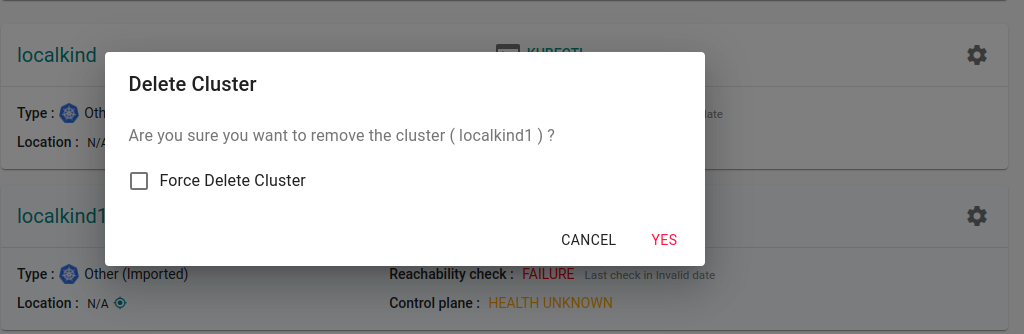 localkind
KUBECTL
Delete Cluster
Are you sure you want to remove the cluster ( localkind1 ) ?
Type :
Oth
ate
Location : N/A
Force Delete Cluster
localkind1
CANCEL YES
Type : Other (Imported) Reachability check : FAILURE Last check in Invalid date
Location : N/A Control plane : HEALTH UNKNOWN